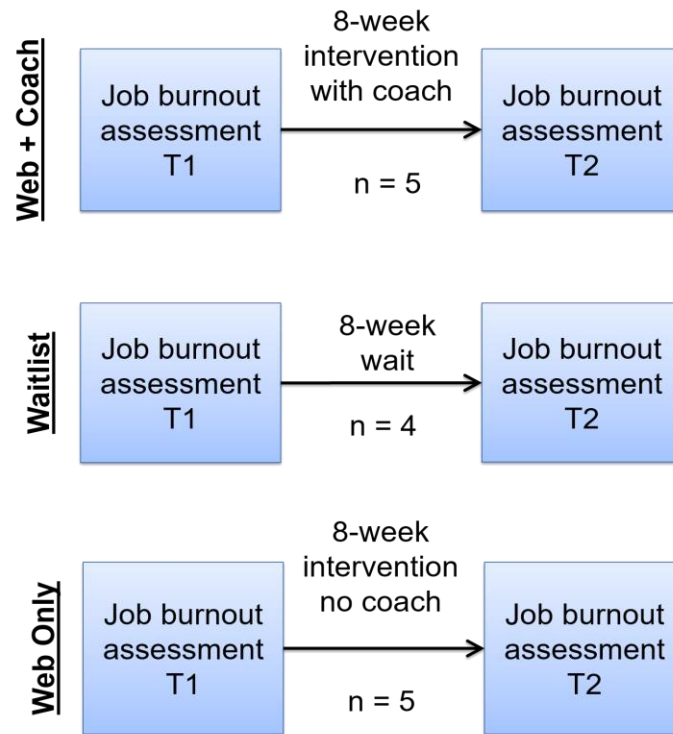 Web + Coach
Job burnout
assessment
T1
8-week
intervention
with coach
n = 5
Job burnout
assessment
T2
Waitlist
Job burnout
assessment
T1
8-week
wait
n = 4
Job burnout
assessment
T2
Web Only
Job burnout
assessment
T1
8-week
intervention
no coach
n = 5
Job burnout
assessment
T2